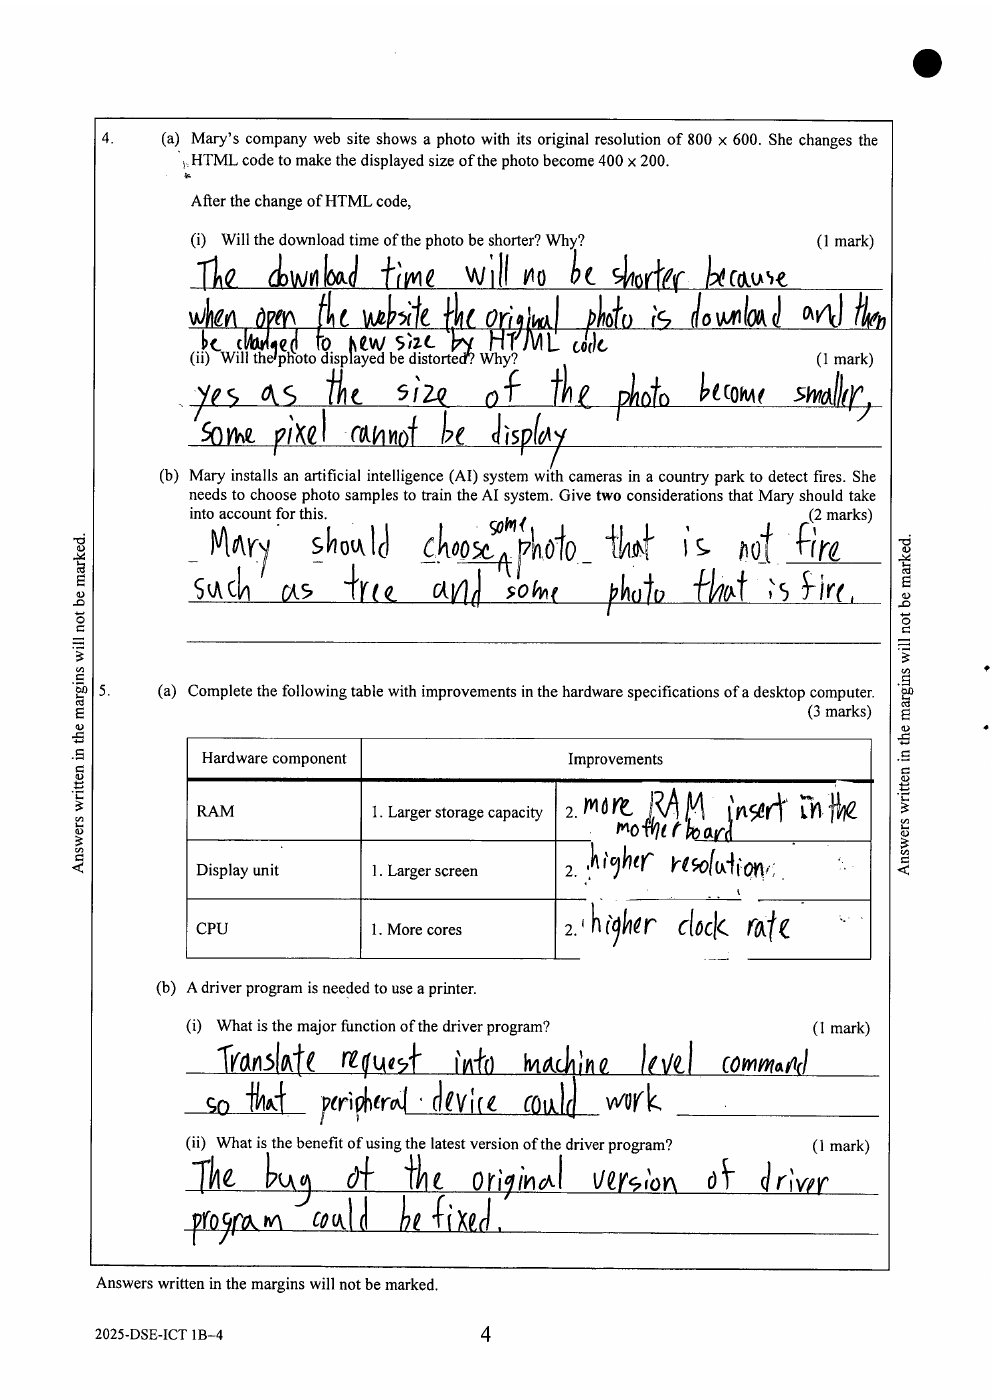 4. (a) Mary's company web site shows a photo with its original resolution of 800 x 600. She changes the
HTML code to make the displayed size of the photo become 400 x 200.
After the change of HTML code,
(i) Will the download time of the photo be shorter? Why? (1 mark)
The download time will no be shorter because
when open the website the original photo is download and then
be changed to new size by HTML code
(ii) Will the photo displayed be distorted? Why? (1 mark)
yes as the size of the photo become smaller,
some pixel cannot be display
(b) Mary installs an artificial intelligence (AI) system with cameras in a country park to detect fires. She
needs to choose photo samples to train the AI system. Give two considerations that Mary should take
into account for this. (2 marks)
Mary should choose some photo that is not fire
such as tree and some photo that is fire.
5. (a) Complete the following table with improvements in the hardware specifications of a desktop computer.
(3 marks)
Hardware component Improvements
RAM 1. Larger storage capacity 2. more RAM insert in the
motherboard
Display unit 1. Larger screen 2. higher resolution
CPU 1. More cores 2. higher clock rate
(b) A driver program is needed to use a printer.
(i) What is the major function of the driver program? (1 mark)
Translate request into machine level command
so that peripheral device could work
(ii) What is the benefit of using the latest version of the driver program? (1 mark)
The bug of the original version of driver
program could be fixed.
Answers written in the margins will not be marked.
2025-DSE-ICT 1B–4 4
Answers written in the margins will not be marked.
Answers written in the margins will not be marked.